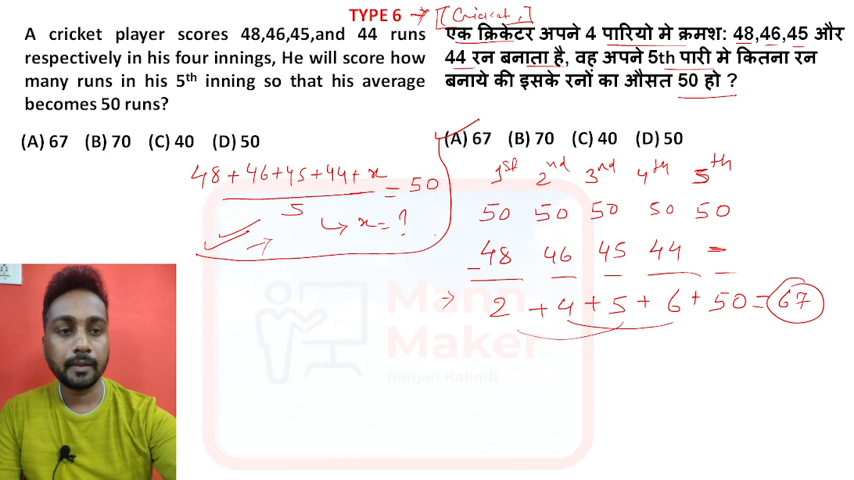 TYPE 6 → [Cricket,]
A cricket player scores 48,46,45,and 44 runs
respectively in his four innings, He will score how
many runs in his 5th inning so that his average
becomes 50 runs?
(A) 67 (B) 70 (C) 40 (D) 50
एक क्रिकेटर अपने 4 पारियो मे क्रमश: 48,46,45 और
44 रन बनाता है, वह अपने 5th पारी मे कितना रन
बनाये की इसके रनों का औसत 50 हो ?
(A) 67 (B) 70 (C) 40 (D) 50
48 + 46 + 45 + 44 + x = 50
5
↳ x = ?
1st 2nd 3rd 4th 5th
50 50 50 50 50
- 48 46 45 44 -
⇒ 2 + 4 + 5 + 6 + 50 = 67
Mann
Maker
Ranjan Kalindi